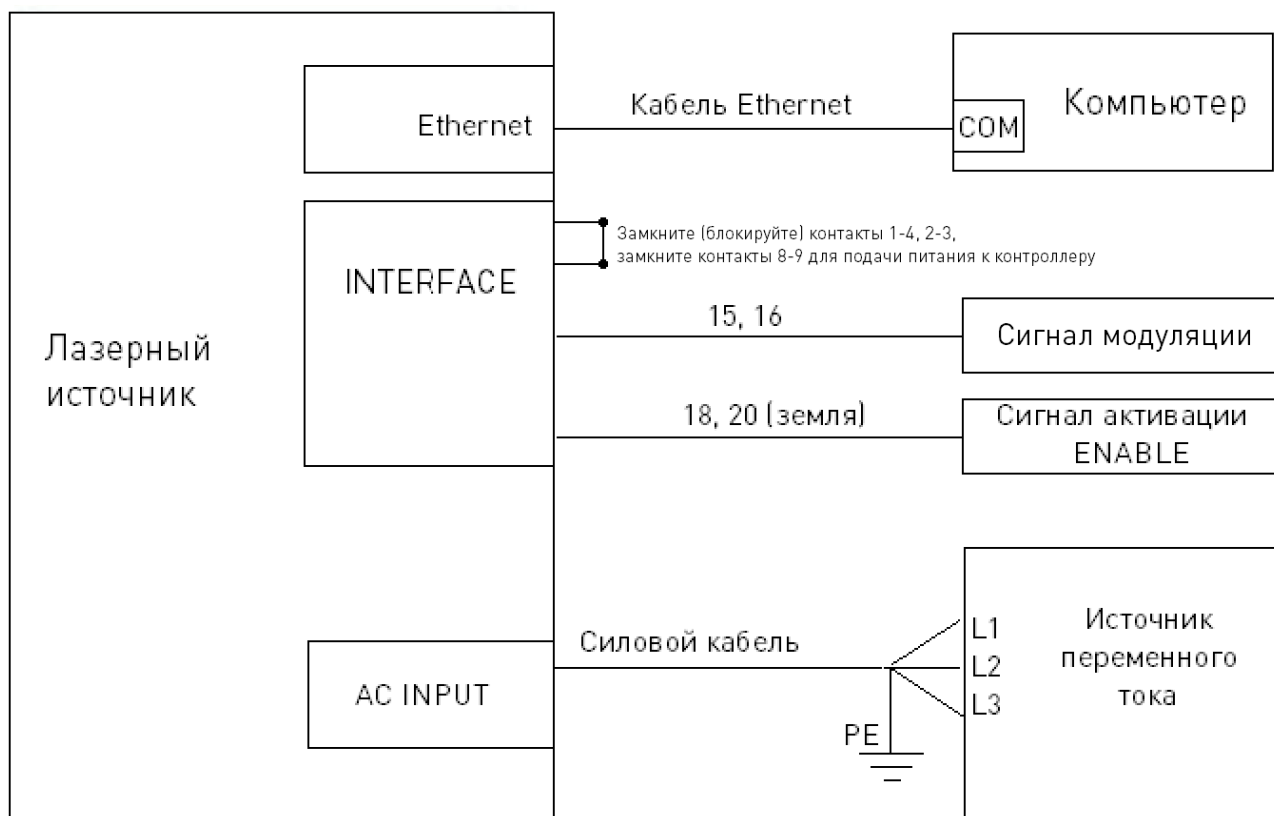 Ethernet
Кабель Ethernet
COM
Компьютер
Замкните (блокируйте) контакты 1-4, 2-3,
замкните контакты 8-9 для подачи питания к контроллеру
INTERFACE
15, 16
Сигнал модуляции
Лазерный
источник
18, 20 (земля)
Сигнал активации
ENABLE
AC INPUT
Силовой кабель
PE
L1
L2
L3
Источник
переменного
тока